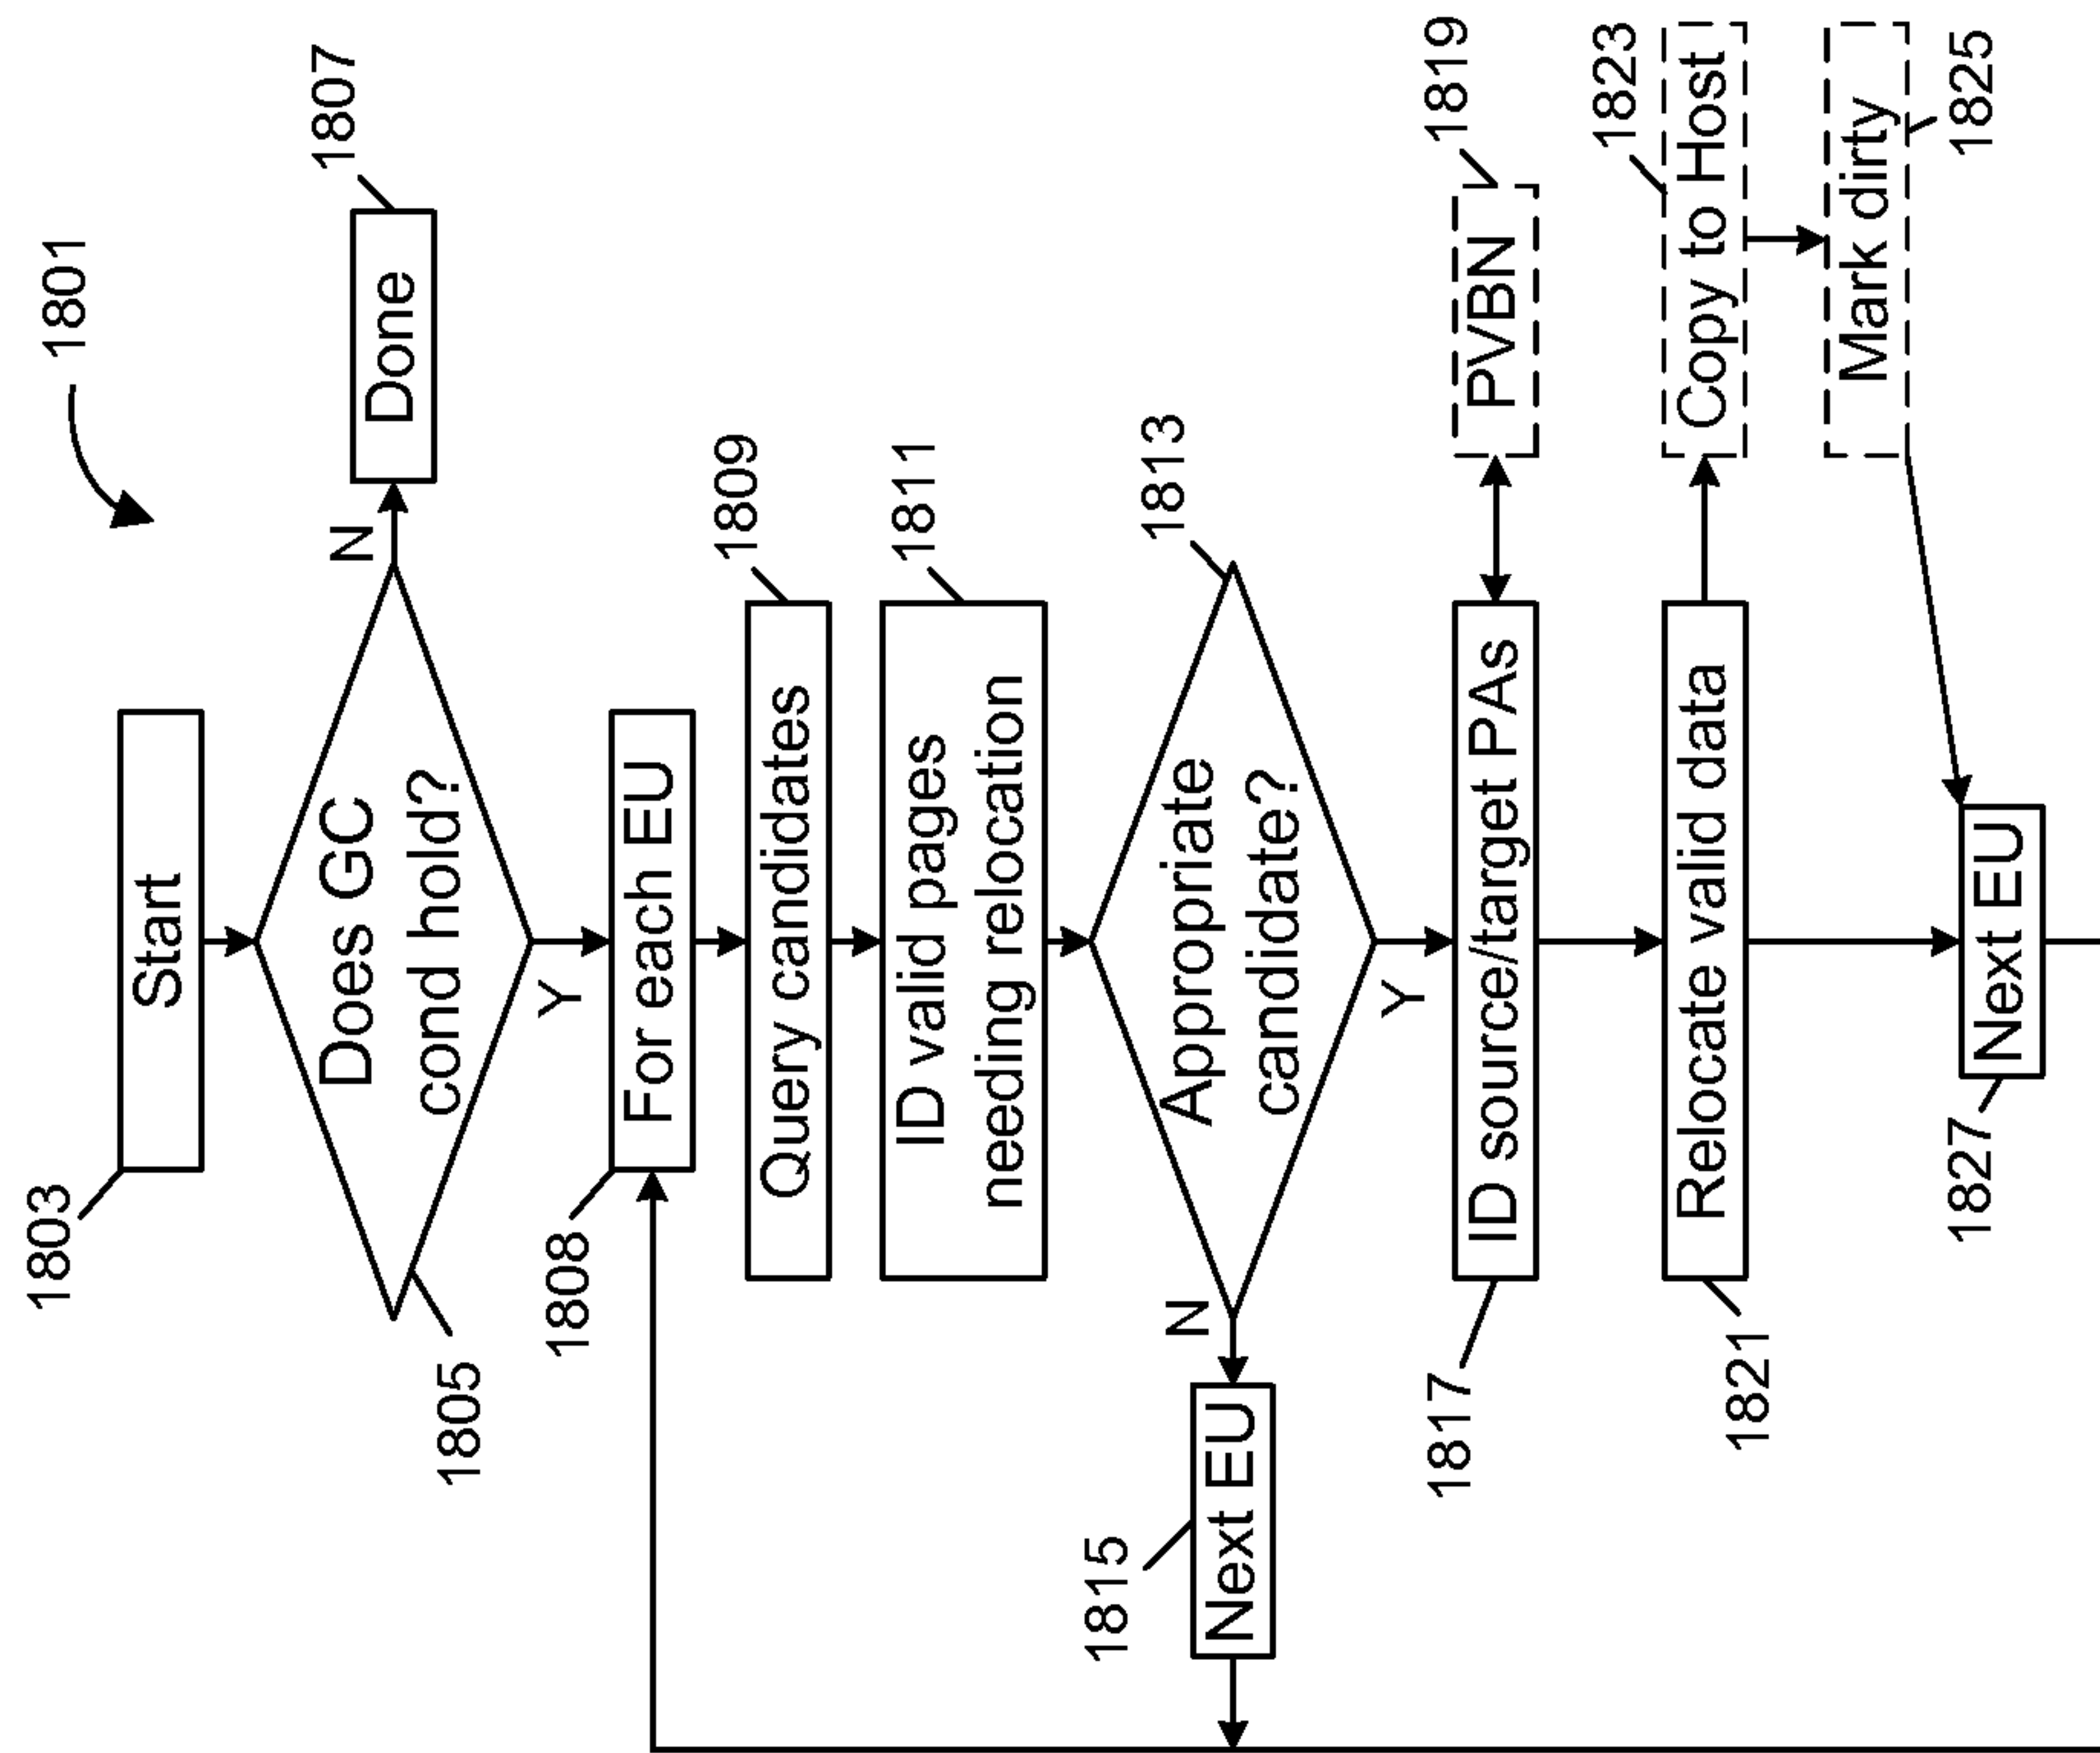 1801
1803
Start
1805
Does GC
cond hold?
N
1807
Done
Y
1808
For each EU
1809
Query candidates
1811
ID valid pages
needing relocation
1813
Appropriate
candidate?
N
1815
Next EU
Y
1817
ID source/target PAs
1819
PVBN
1821
Relocate valid data
1823
Copy to Host
1825
Mark dirty
1827
Next EU